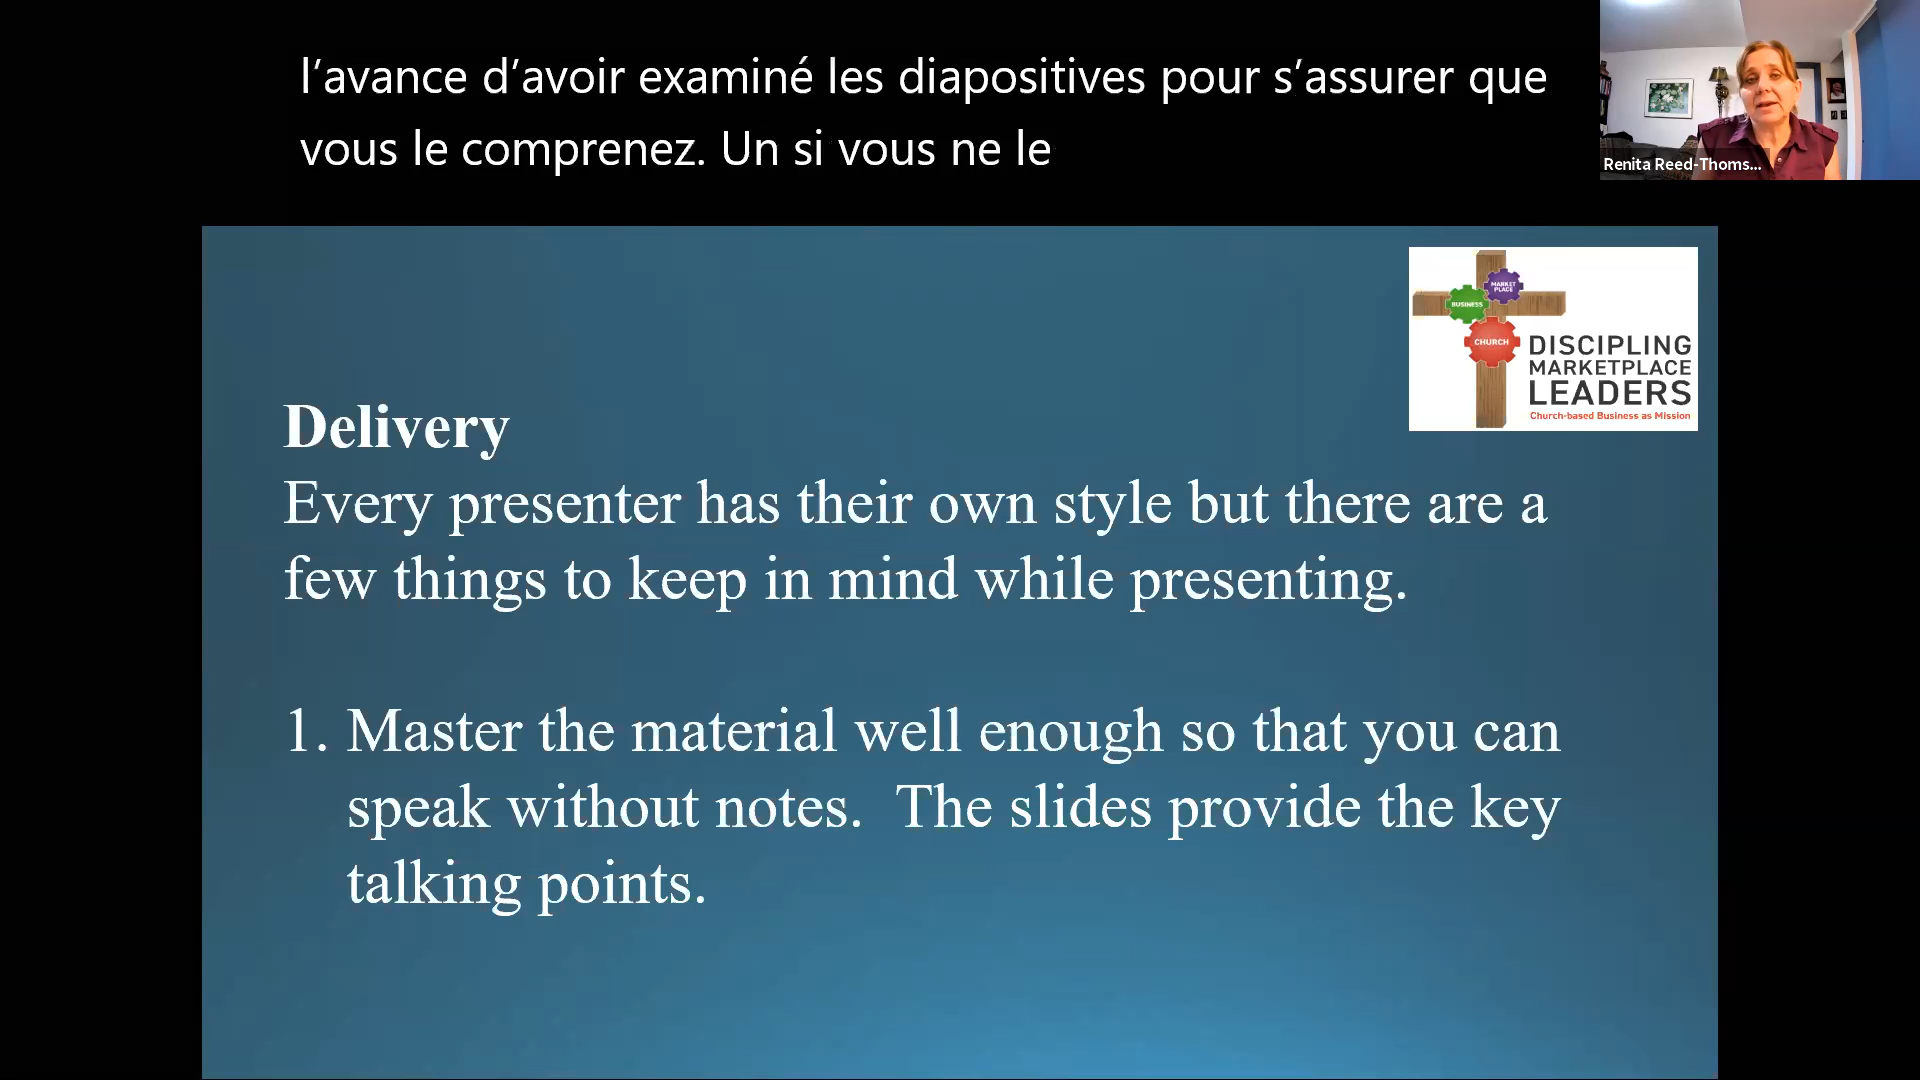 l’avance d’avoir examiné les diapositives pour s’assurer que
vous le comprenez. Un si vous ne le
Renita Reed-Thoms...
MARKET
PLACE
BUSINESS
CHURCH
DISCIPLING
MARKETPLACE
LEADERS
Church-based Business as Mission
Delivery
Every presenter has their own style but there are a
few things to keep in mind while presenting.
1. Master the material well enough so that you can
speak without notes.  The slides provide the key
talking points.